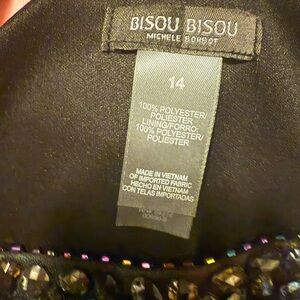 BISOU BISOU
MICHELE BOHBOT
14
100% POLYESTER/
POLIESTER
LINING/FORRO:
100% POLYESTER/
POLIESTER
MADE IN VIETNAM
OF IMPORTED FABRIC
HECHO EN VIETNAM
CON TELAS IMPORTADAS